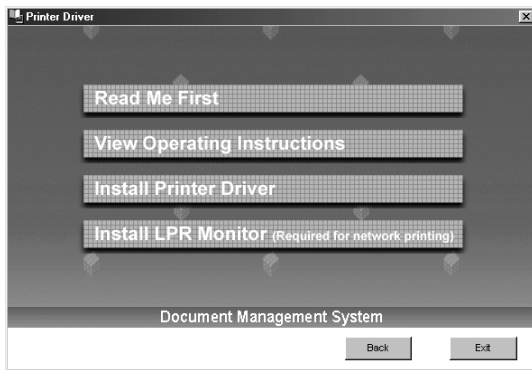 Printer Driver
Read Me First
View Operating Instructions
Install Printer Driver
Install LPR Monitor (Required for network printing)
Document Management System
Back
Exit